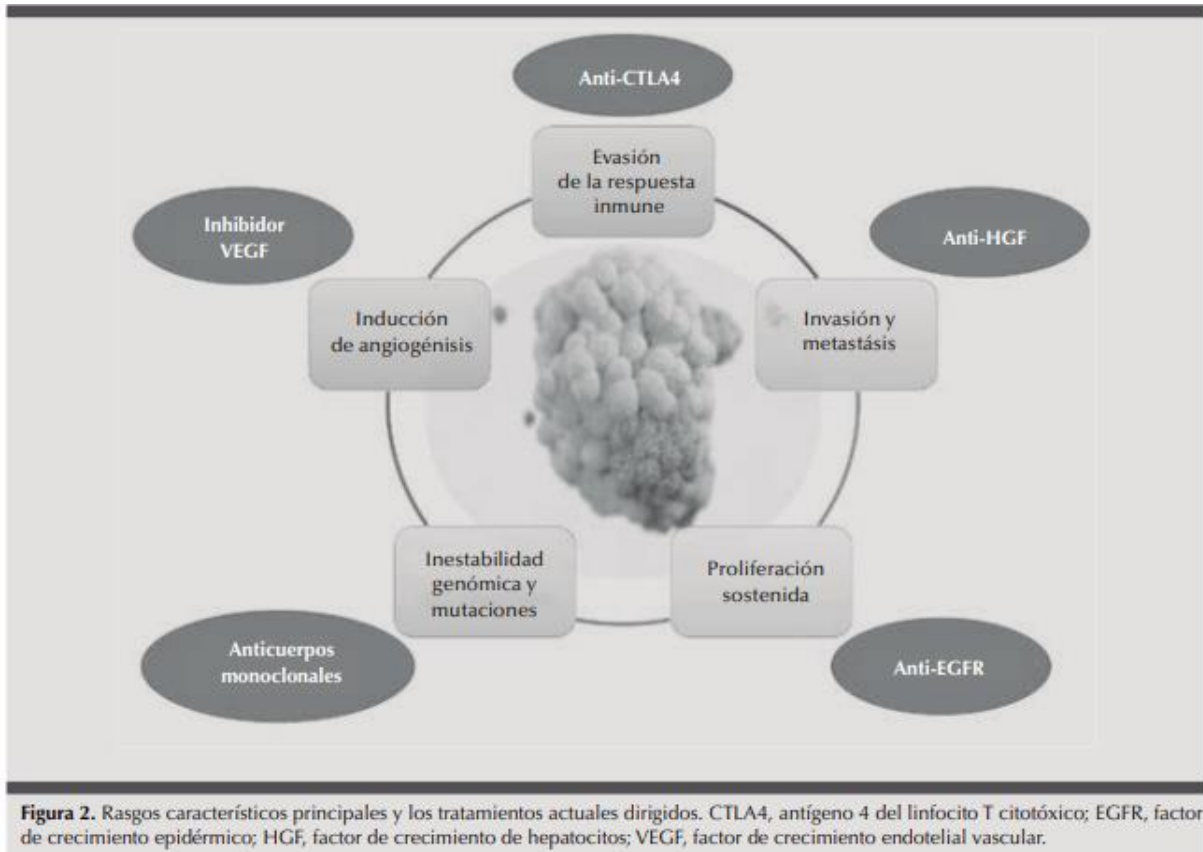 Anti-CTLA4
Evasión
de la respuesta
inmune
Inhibidor
VEGF
Anti-HGF
Inducción
de angiogénisis
Invasión y
metastásis
Inestabilidad
genómica y
mutaciones
Proliferación
sostenida
Anticuerpos
monoclonales
Anti-EGFR
Figura 2. Rasgos característicos principales y los tratamientos actuales dirigidos. CTLA4, antígeno 4 del linfocito T citotóxico; EGFR, factor
de crecimiento epidérmico; HGF, factor de crecimiento de hepatocitos; VEGF, factor de crecimiento endotelial vascular.